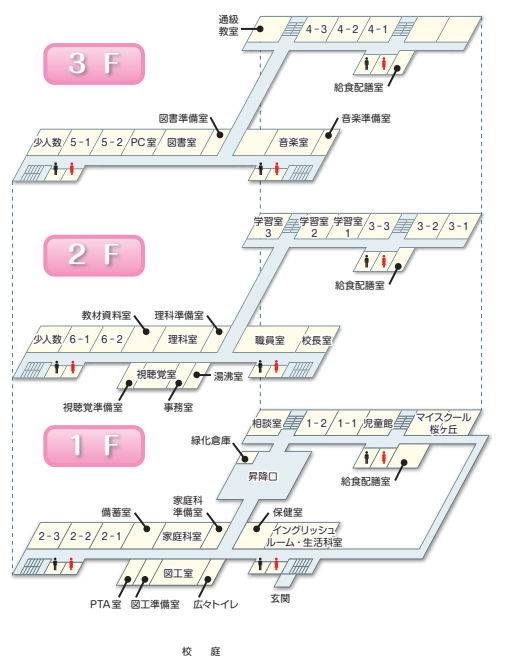 通級
教室
4-3 4-2 4-1
3 F
給食配膳室
図書準備室
音楽準備室
少人数 5-1 5-2 PC室 図書室 音楽室
学習室
3
学習室
2
学習室
1
3-3 3-2 3-1
2 F
給食配膳室
教材資料室 理科準備室
少人数 6-1 6-2 理科室 職員室 校長室
視聴覚室 湯沸室
視聴覚準備室 事務室
相談室 1-2 1-1 児童館
マイスクール
桜ヶ丘
1 F
緑化倉庫
昇降口
給食配膳室
備蓄室
家庭科
準備室
保健室
2-3 2-2 2-1 家庭科室
イングリッシュ
ルーム・生活科室
図工室
PTA室 図工準備室 広々トイレ 玄関
校 庭